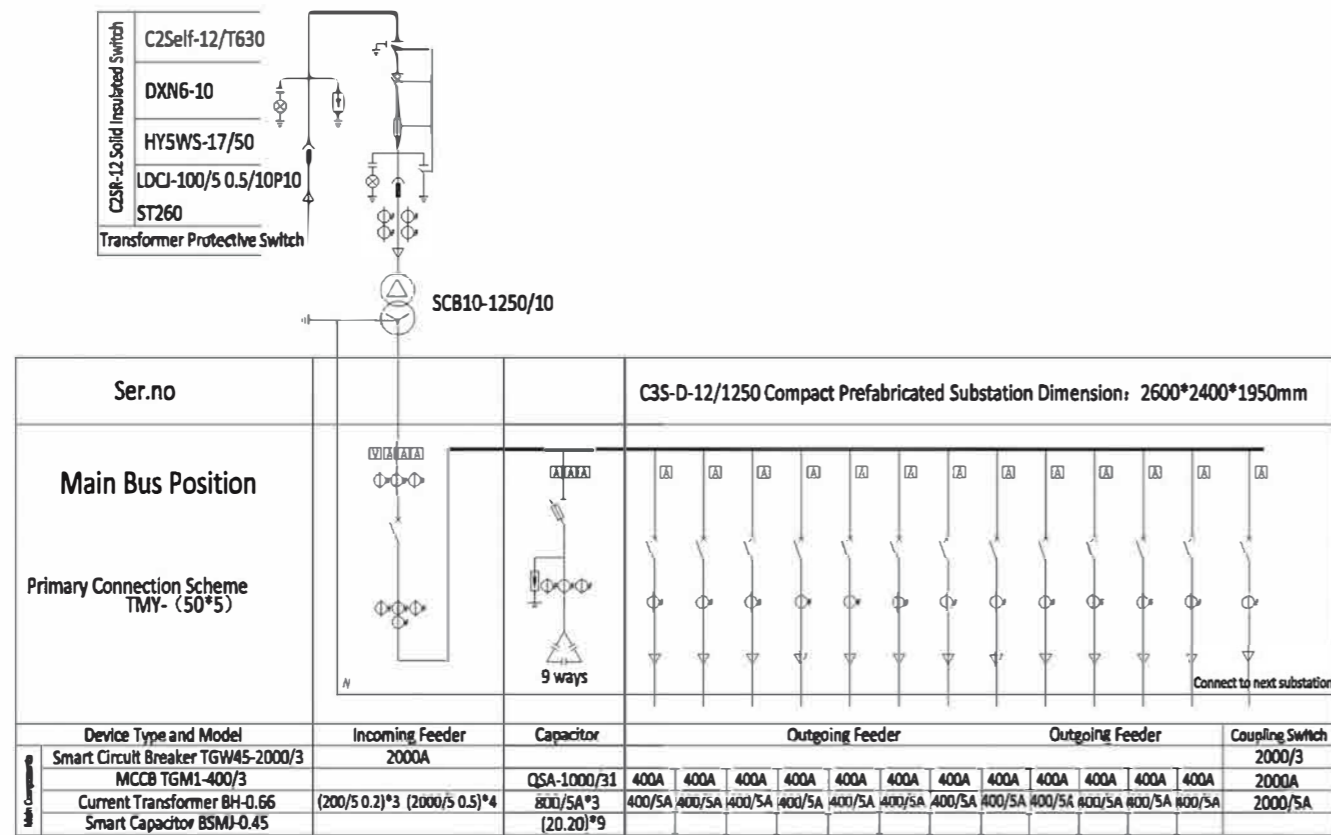 C2SR-12 Solid Insulated Switch
C2Self-12/T630
DXN6-10
HY5WS-17/50
LDCJ-100/5 0.5/10P10
ST260
Transformer Protective Switch
SCB10-1250/10
Ser.no
C3S-D-12/1250 Compact Prefabricated Substation Dimension: 2600*2400*1950mm
Main Bus Position
V A A A
A A A
A A A A A A A A A A A A A
Primary Connection Scheme
TMY-（50*5）
9 ways
N
Connect to next substation
Device Type and Model Incoming Feeder Capacitor Outgoing Feeder Outgoing Feeder Coupling Switch
Main Components
Smart Circuit Breaker TGW45-2000/3 2000A 2000/3
MCCB TGM1-400/3 QSA-1000/31 400A 400A 400A 400A 400A 400A 400A 400A 400A 400A 400A 400A 2000A
Current Transformer BH-0.66 (200/5 0.2)*3 (2000/5 0.5)*4 800/5A*3 400/5A 400/5A 400/5A 400/5A 400/5A 400/5A 400/5A 400/5A 400/5A 400/5A 400/5A 400/5A 2000/5A
Smart Capacitor BSMJ-0.45 (20.20)*9